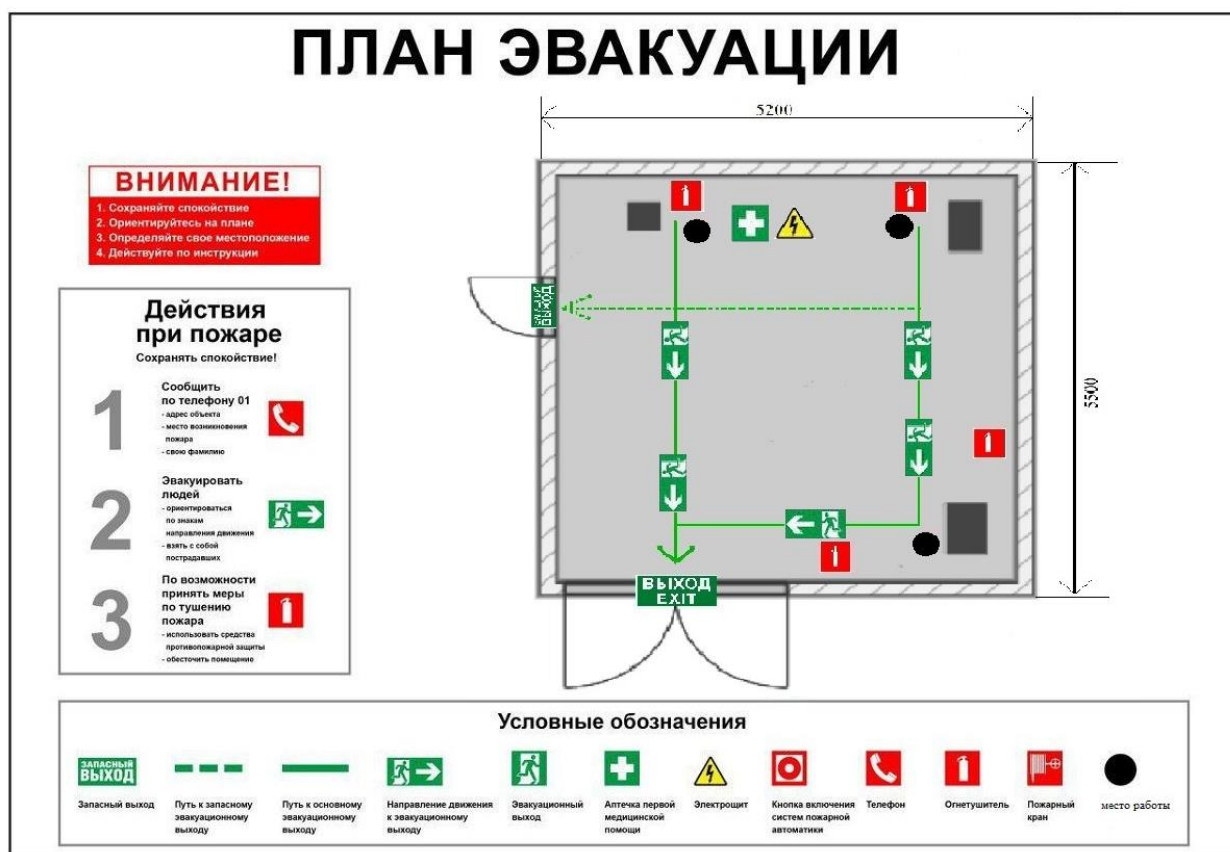 ПЛАН ЭВАКУАЦИИ
5200
ВНИМАНИЕ!
1. Сохраняйте спокойствие
2. Ориентируйтесь на плане
3. Определяйте свое местоположение
4. Действуйте по инструкции
ВЫХОД
5500
Действия
при пожаре
Сохранять спокойствие!
1
Сообщить
по телефону 01
- адрес объекта
- место возникновения
пожара
- свою фамилию
2
Эвакуировать
людей
- ориентироваться
по знакам
направления движения
- взять с собой
пострадавших
3
По возможности
принять меры
по тушению
пожара
- использовать средства
противопожарной защиты
- обесточить помещение
ВЫХОД
EXIT
Условные обозначения
ЗАПАСНЫЙ
ВЫХОД
Запасный выход
Путь к запасному
эвакуационному
выходу
Путь к основному
эвакуационному
выходу
Направление движения
к эвакуационному
выходу
Эвакуационный
выход
Аптечка первой
медицинской
помощи
Электрощит
Кнопка включения
систем пожарной
автоматики
Телефон
Огнетушитель
Пожарный
кран
место работы